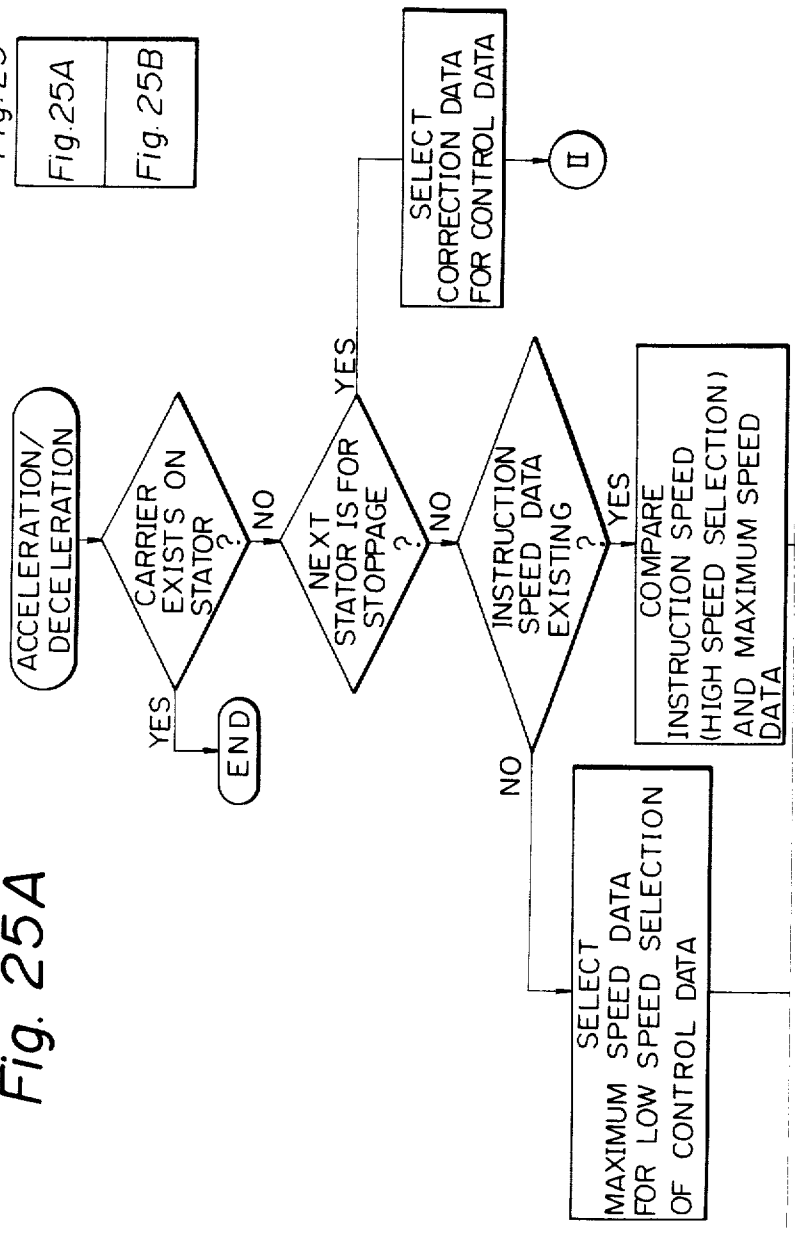 Fig. 25A
Fig. 25
Fig. 25A
Fig. 25B
ACCELERATION/
DECELERATION
CARRIER
EXISTS ON
STATOR
?
YES
END
NO
NEXT
STATOR IS FOR
STOPPAGE
?
YES
SELECT
CORRECTION DATA
FOR CONTROL DATA
II
NO
INSTRUCTION
SPEED DATA
EXISTING
?
NO
SELECT
MAXIMUM SPEED DATA
FOR LOW SPEED SELECTION
OF CONTROL DATA
YES
COMPARE
INSTRUCTION SPEED
(HIGH SPEED SELECTION)
AND MAXIMUM SPEED
DATA